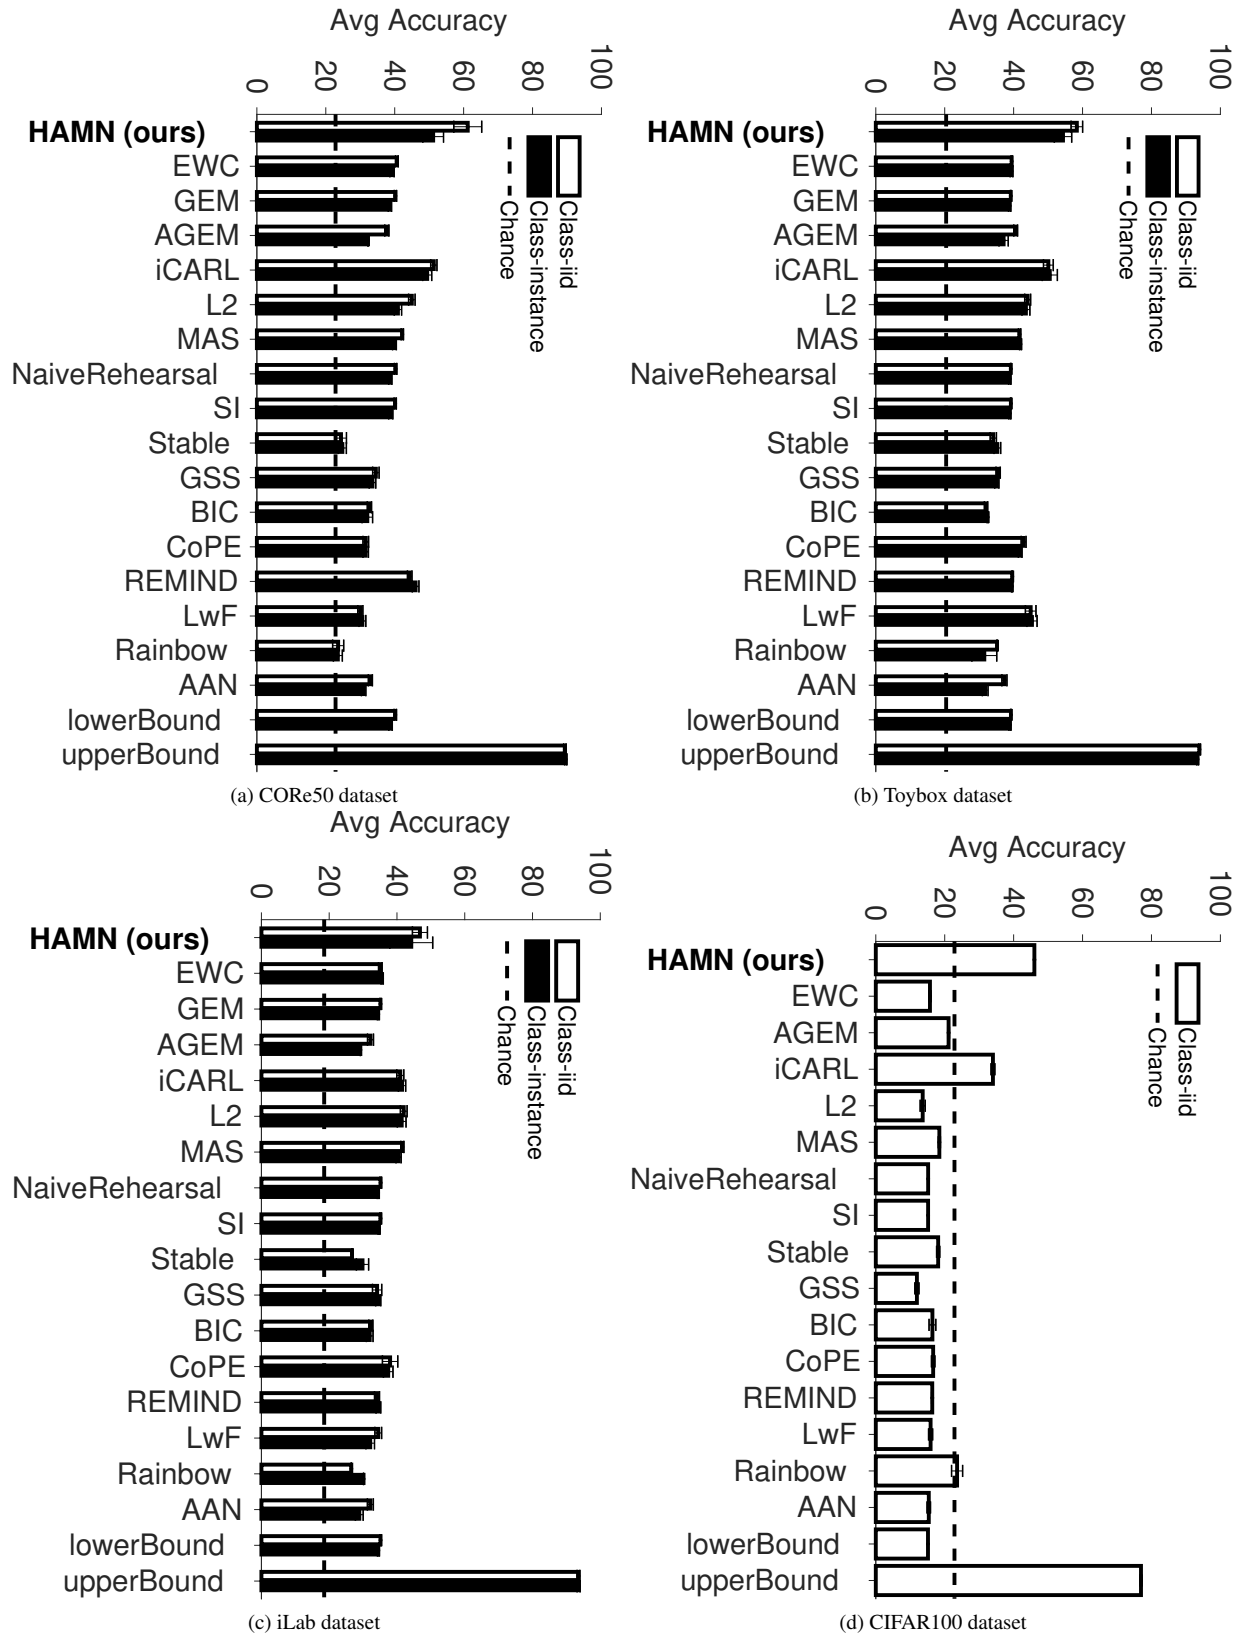 Avg Accuracy
0 20 40 60 80 100
HAMN (ours)
EWC
GEM
AGEM
iCARL
L2
MAS
NaiveRehearsal
SI
Stable
GSS
BIC
CoPE
REMIND
LwF
Rainbow
AAN
lowerBound
upperBound
Class-iid
Class-instance
Chance
(a) CORe50 dataset
Avg Accuracy
0 20 40 60 80 100
HAMN (ours)
EWC
GEM
AGEM
iCARL
L2
MAS
NaiveRehearsal
SI
Stable
GSS
BIC
CoPE
REMIND
LwF
Rainbow
AAN
lowerBound
upperBound
Class-iid
Class-instance
Chance
(b) Toybox dataset
Avg Accuracy
0 20 40 60 80 100
HAMN (ours)
EWC
GEM
AGEM
iCARL
L2
MAS
NaiveRehearsal
SI
Stable
GSS
BIC
CoPE
REMIND
LwF
Rainbow
AAN
lowerBound
upperBound
Class-iid
Class-instance
Chance
(c) iLab dataset
Avg Accuracy
0 20 40 60 80 100
HAMN (ours)
EWC
AGEM
iCARL
L2
MAS
NaiveRehearsal
SI
Stable
GSS
BIC
CoPE
REMIND
LwF
Rainbow
AAN
lowerBound
upperBound
Class-iid
Chance
(d) CIFAR100 dataset